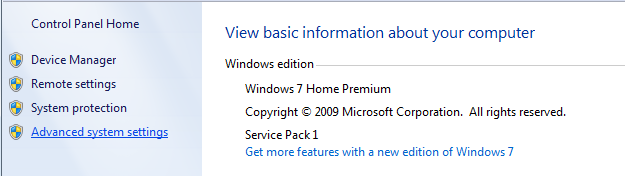 Control Panel Home
Device Manager
Remote settings
System protection
Advanced system settings
View basic information about your computer
Windows edition
Windows 7 Home Premium
Copyright © 2009 Microsoft Corporation. All rights reserved.
Service Pack 1
Get more features with a new edition of Windows 7